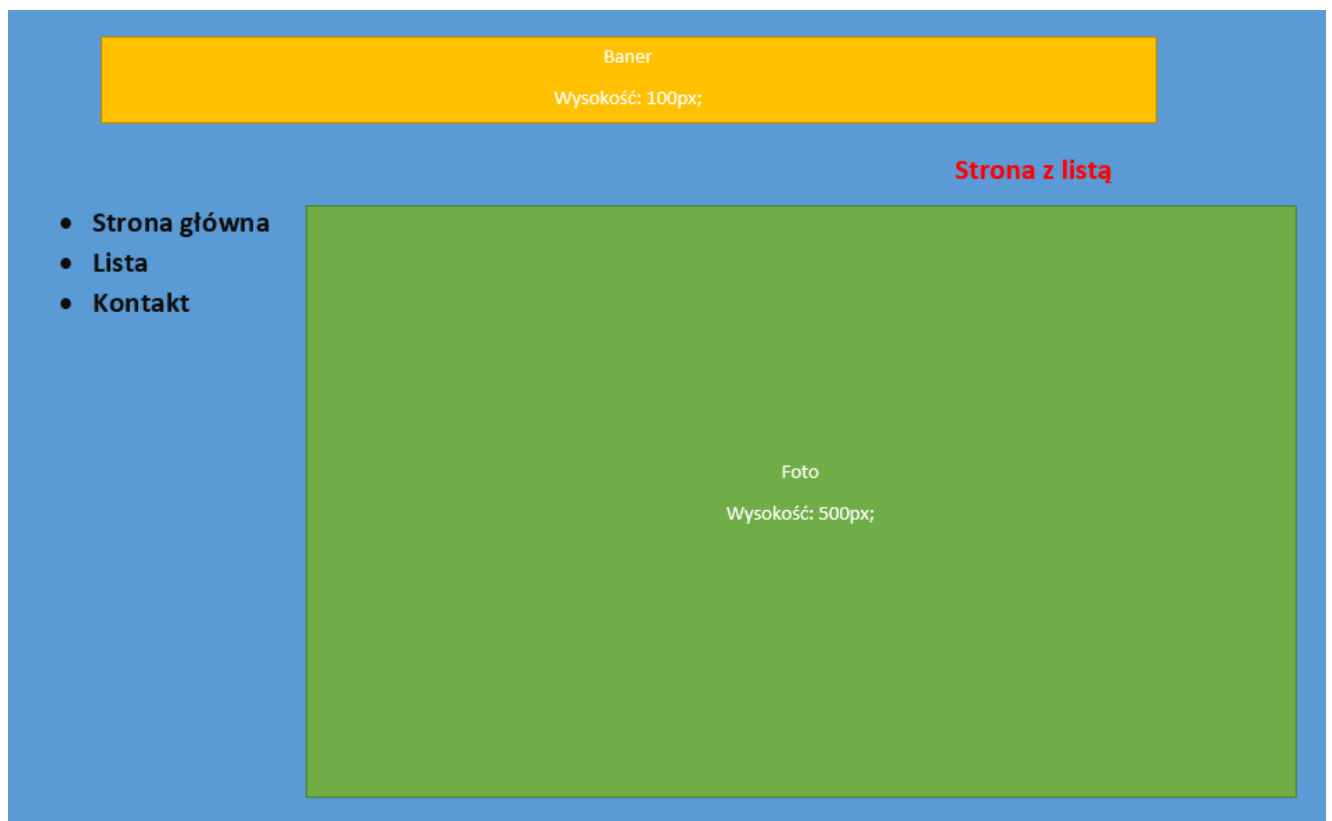 Baner
Wysokość: 100px;
Strona z listą
• Strona główna
• Lista
• Kontakt
Foto
Wysokość: 500px;